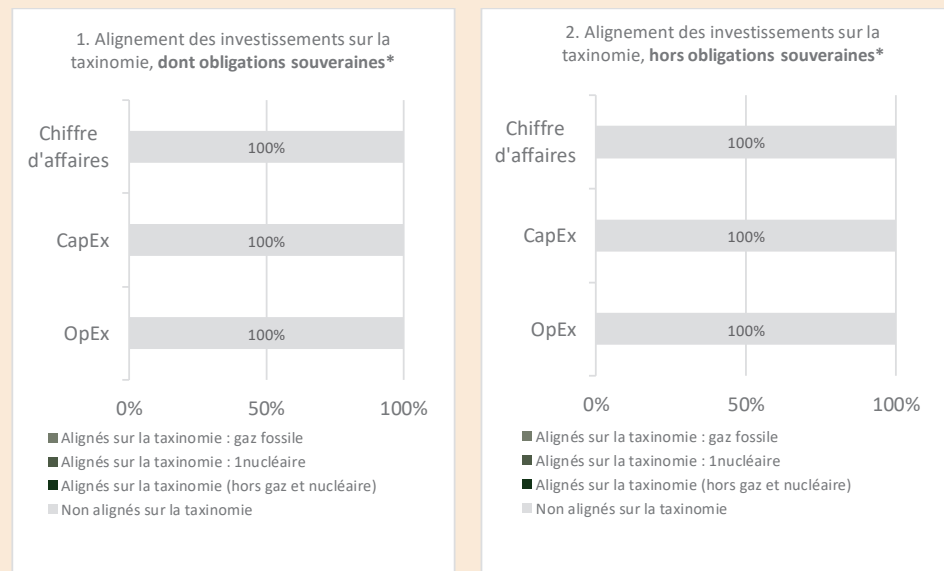 1. Alignement des investissements sur la
taxinomie, dont obligations souveraines*
Chiffre
d'affaires
100%
CapEx
100%
OpEx
100%
0%
50%
100%
Alignés sur la taxinomie : gaz fossile
Alignés sur la taxinomie : 1nucléaire
Alignés sur la taxinomie (hors gaz et nucléaire)
Non alignés sur la taxinomie
2. Alignement des investissements sur la
taxinomie, hors obligations souveraines*
Chiffre
d'affaires
100%
CapEx
100%
OpEx
100%
0%
50%
100%
Alignés sur la taxinomie : gaz fossile
Alignés sur la taxinomie : 1nucléaire
Alignés sur la taxinomie (hors gaz et nucléaire)
Non alignés sur la taxinomie